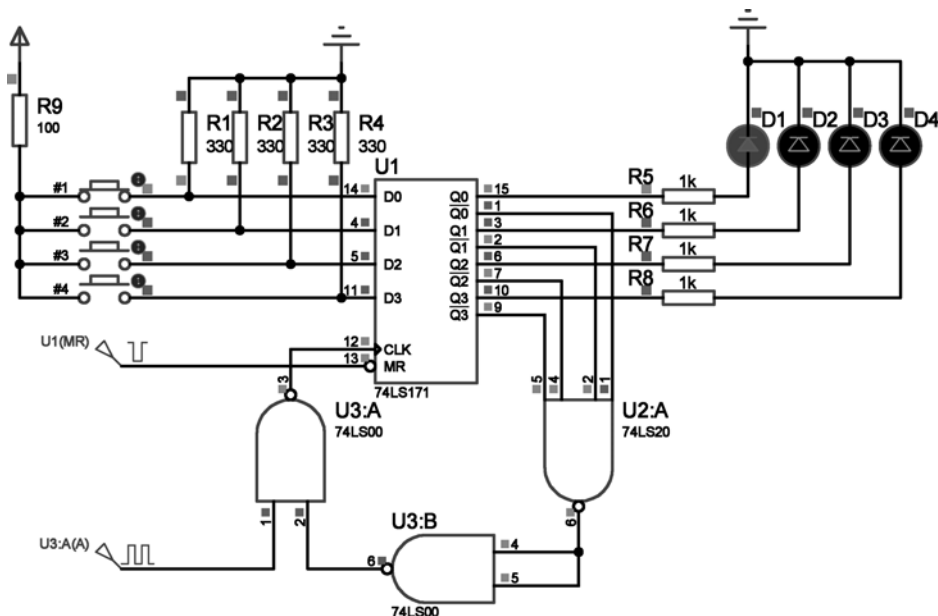 R9
100
R1
330
R2
330
R3
330
R4
330
#1
#2
#3
#4
U1
14
4
5
11
12
13
D0
D1
D2
D3
CLK
MR
Q0
Q0
Q1
Q1
Q2
Q2
Q3
Q3
15
1
3
2
6
7
10
9
74LS171
R5
1k
R6
1k
R7
1k
R8
1k
D1
D2
D3
D4
U1(MR)
3
U3:A
74LS00
1
2
U3:A(A)
5
4
2
1
U2:A
74LS20
6
U3:B
6
4
5
74LS00